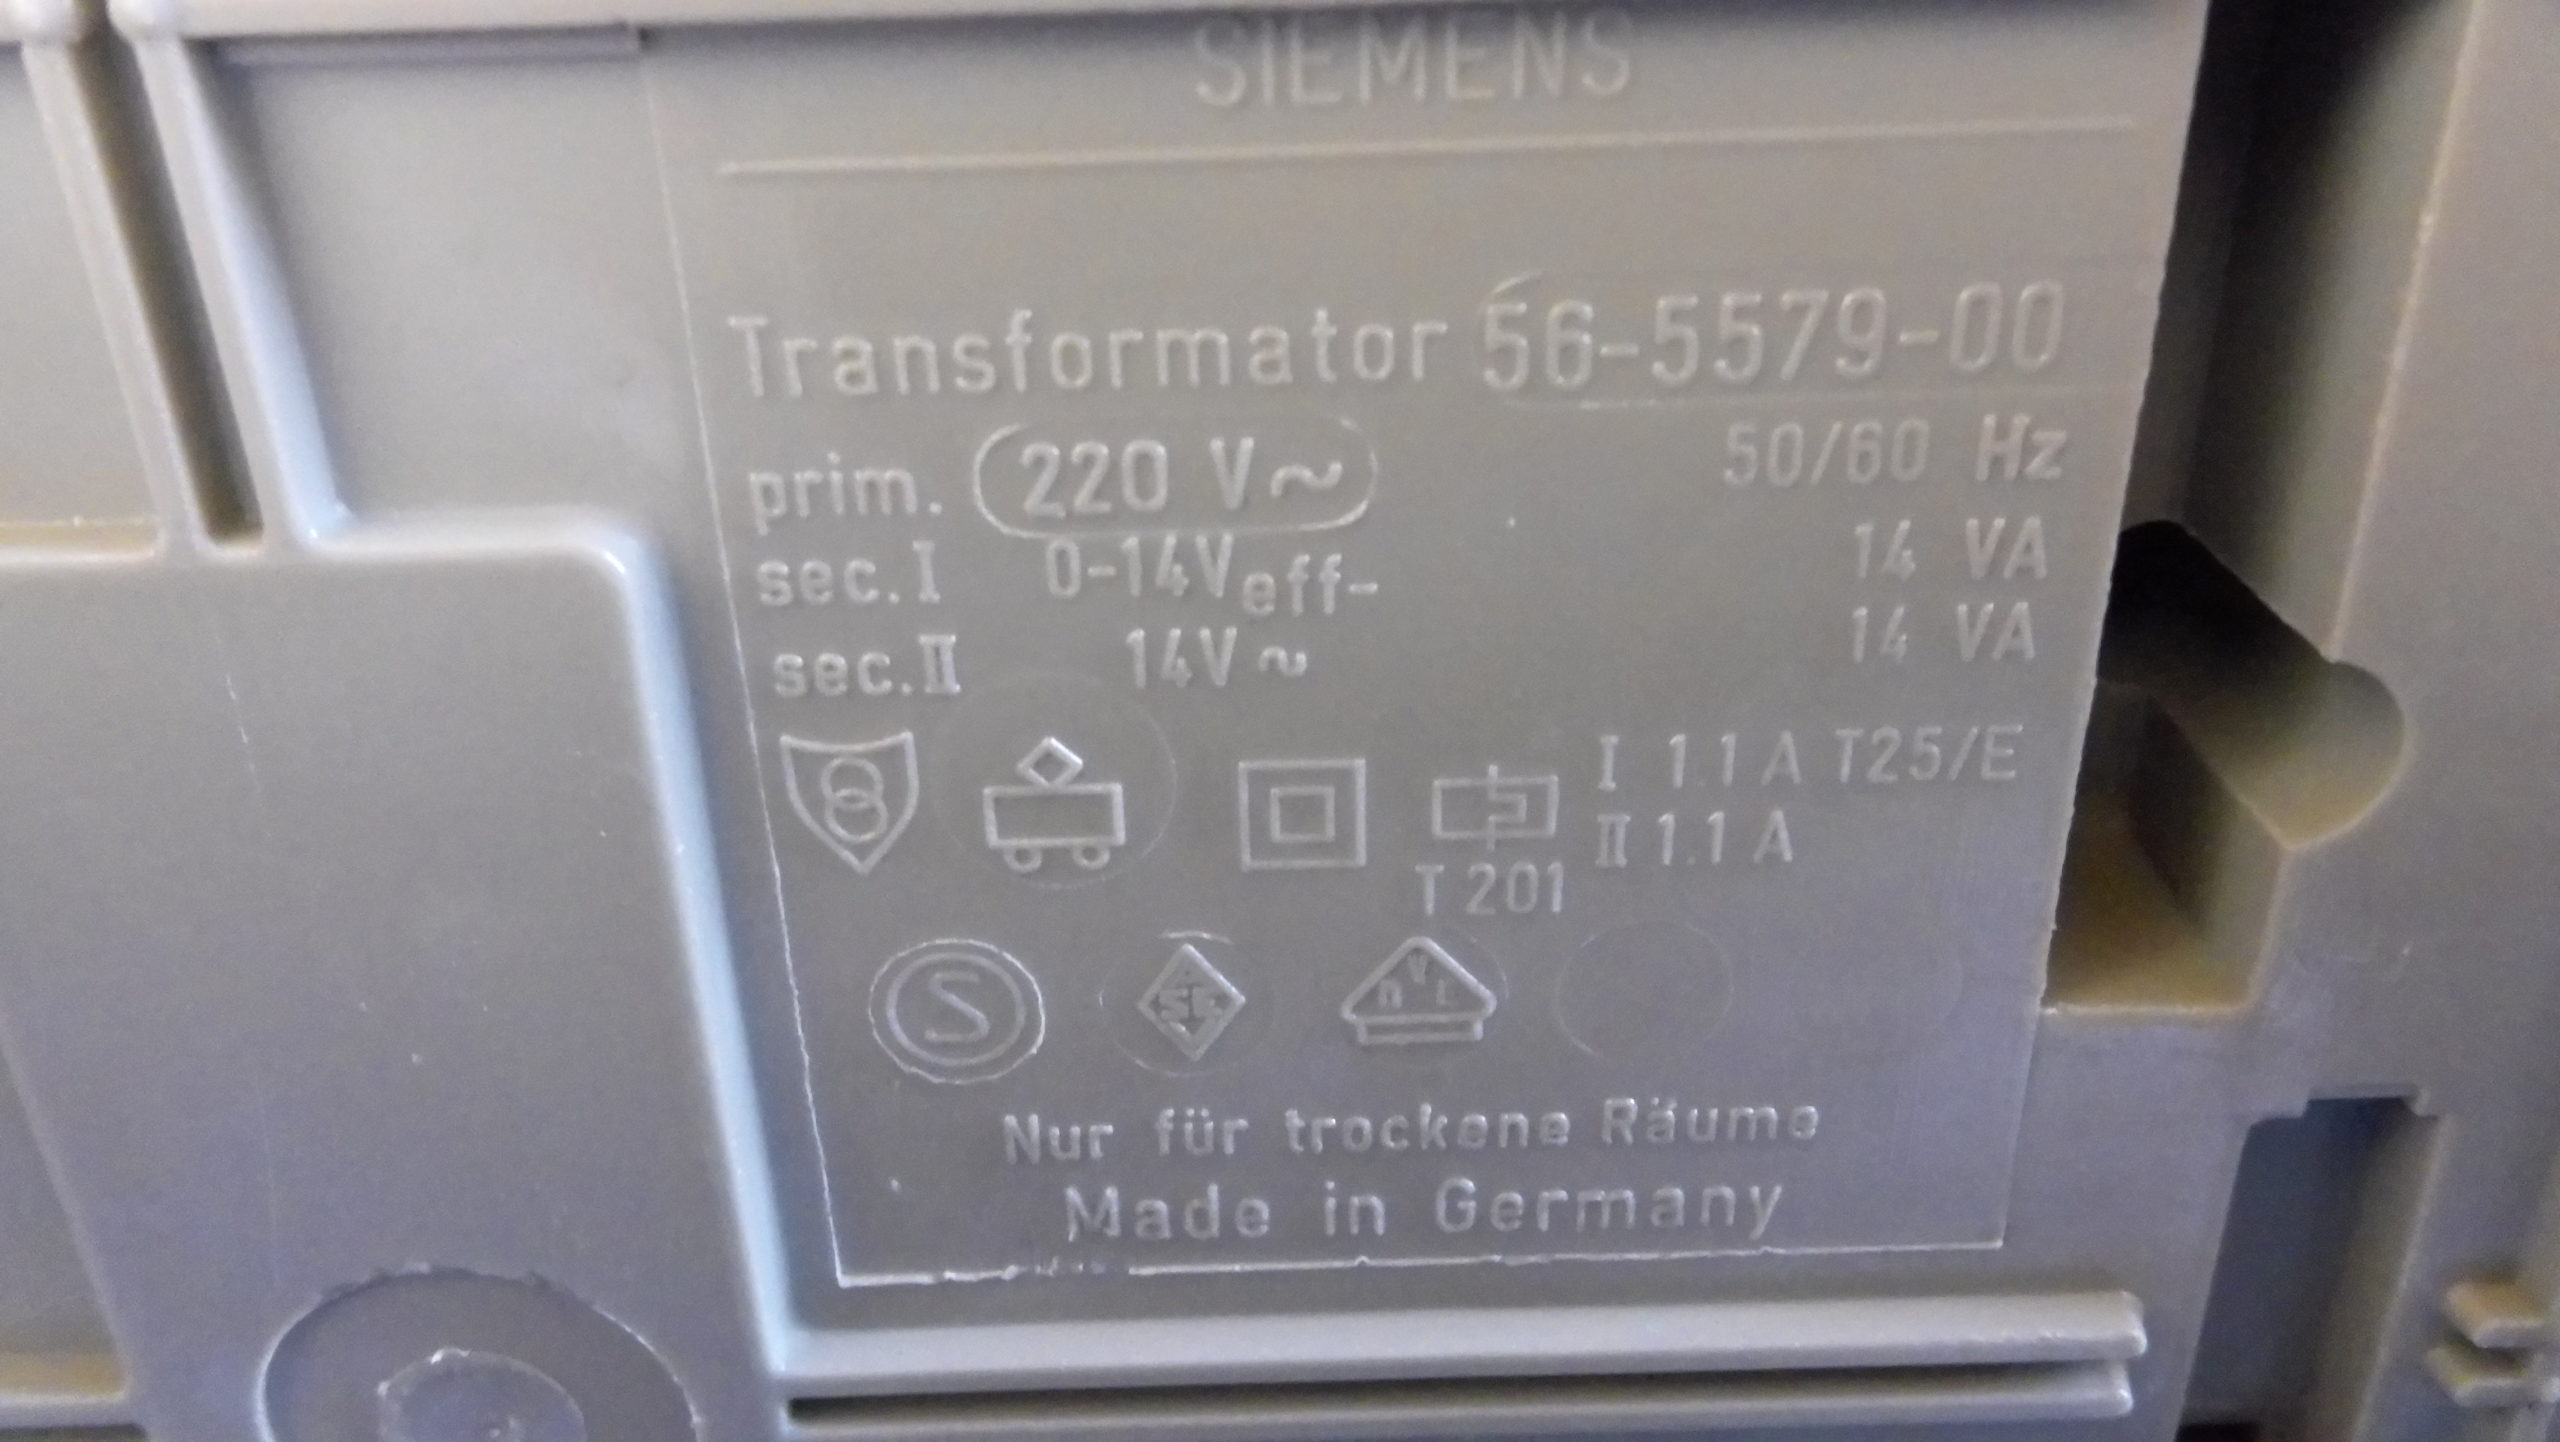 SIEMENS
Transformator 56-5579-00
prim. 220 V~ 50/60 Hz
sec. I 0-14Veff- 14 VA
sec. II 14V~ 14 VA
I 1.1 A T25/E
II 1.1 A
T 201
S
Nur für trockene Räume
Made in Germany